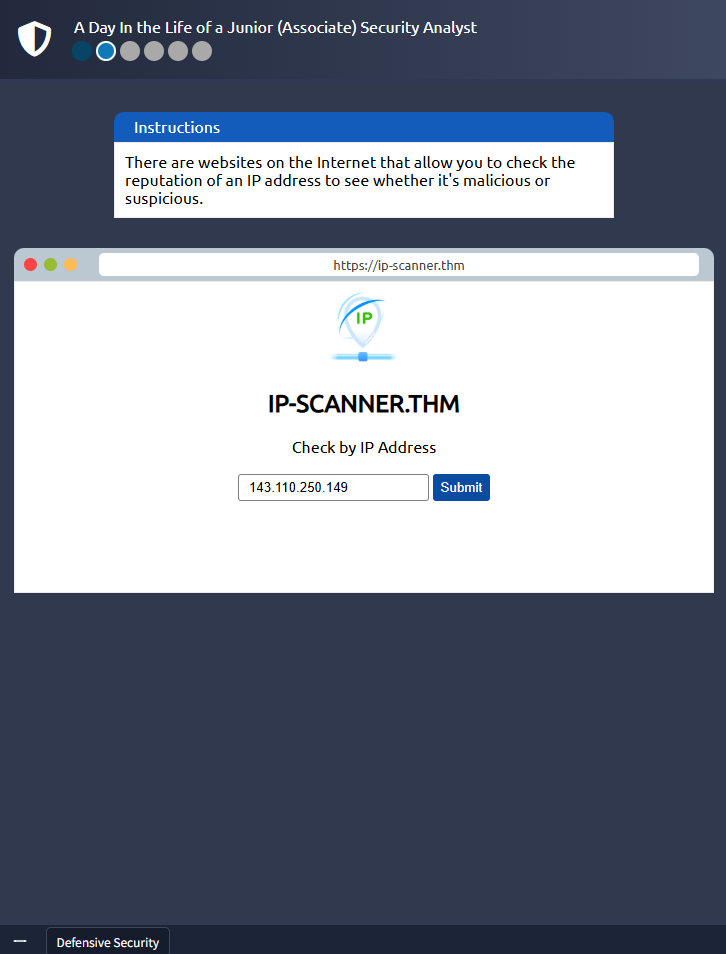 A Day In the Life of a Junior (Associate) Security Analyst
Instructions
There are websites on the Internet that allow you to check the
reputation of an IP address to see whether it's malicious or
suspicious.
https://ip-scanner.thm
IP
IP-SCANNER.THM
Check by IP Address
143.110.250.149 Submit
Defensive Security